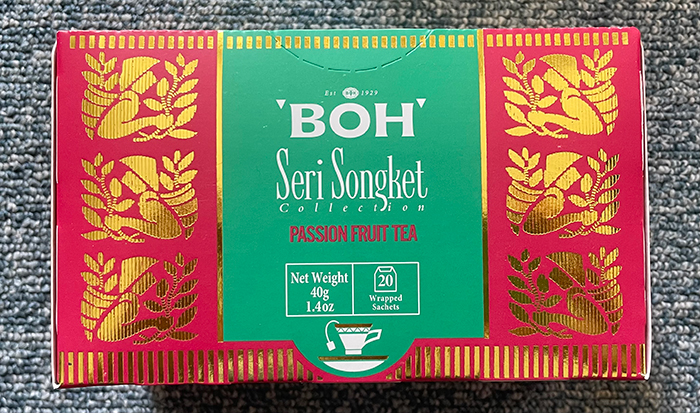 Est 1929
'BOH'
Seri Songket
Collection
PASSION FRUIT TEA
Net Weight
40g
1.4oz
20
Wrapped
Sachets